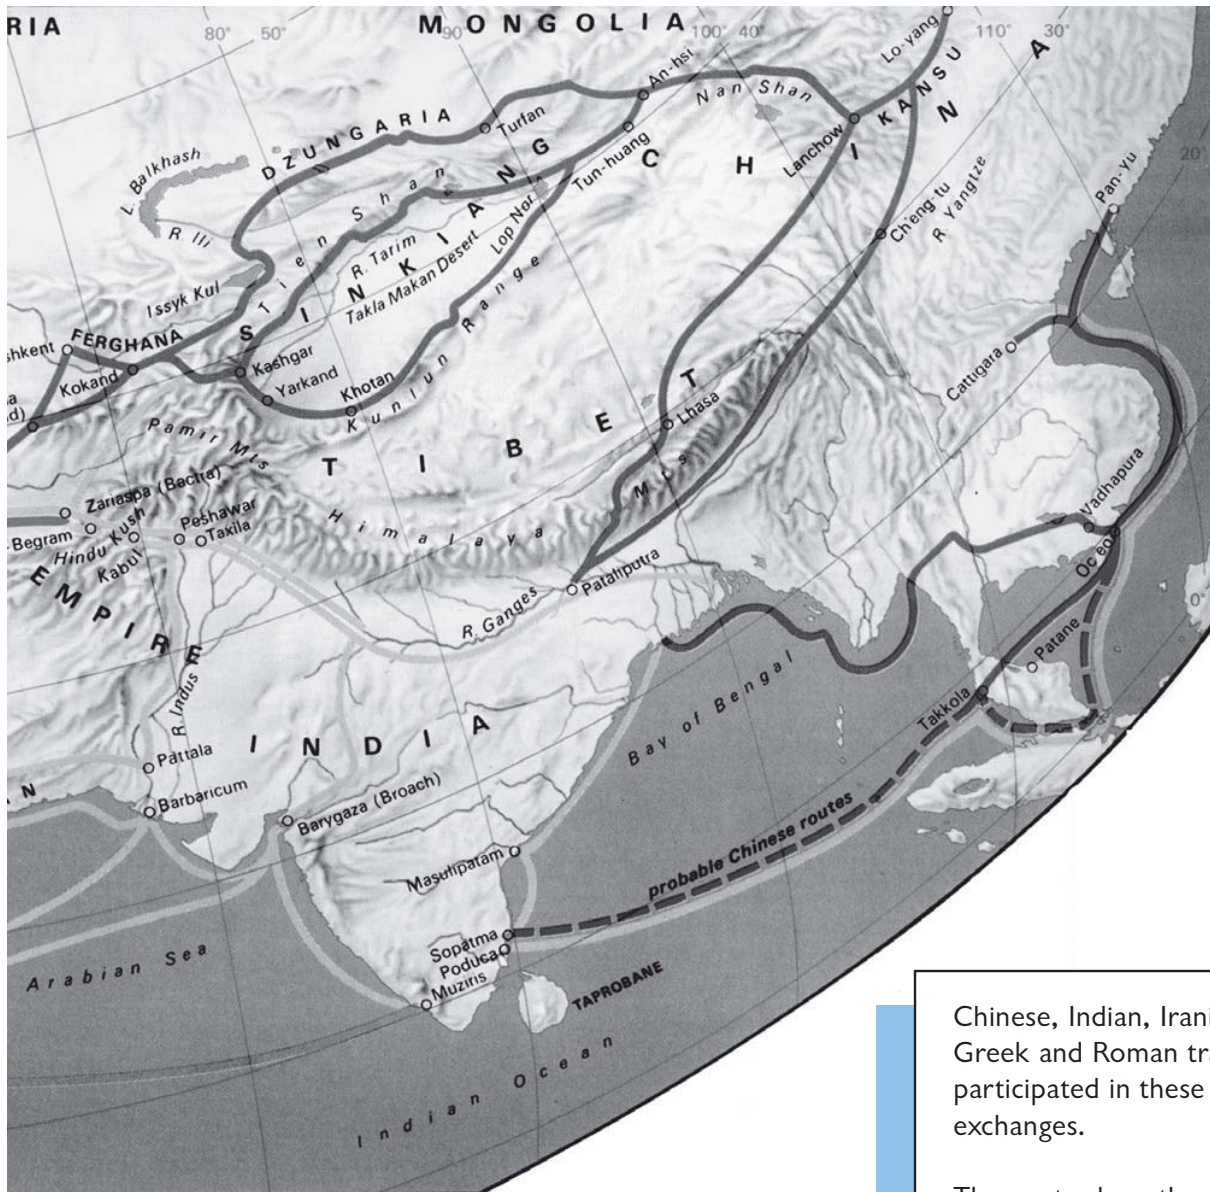 RIA
MONGOLIA
80°
50°
90°
100°
40°
110°
30°
20°
0°
Lo-yang
An-hsi
Nan Shan
KANSU
CHINA
DZUNGARIA
Turfan
Tun-huang
Lanchow
L. Balkhash
R Ili
Tien Shan
SINKIANG
R. Tarim
Lop Nor
Takla Makan Desert
Ch'eng-tu
R. Yangtze
Pan-Yu
Issyk Kul
FERGHANA
shkent
Kokand
Kashgar
Yarkand
Khotan
Kunlun Range
Cattigara
Lhasa
TIBET
Pamir Mts
Mts
Zariaspa (Bactra)
Begram
Hindu Kush
Kabul
Peshawar
Taxila
Himalaya
Vadhapura
Oc eo
EMPIRE
R. Ganges
Pataliputra
Patane
R. Indus
Takkola
Bay of Bengal
INDIA
Pattala
Barbaricum
AN
Barygaza (Broach)
Masulipatam
probable Chinese routes
Sopatma
Poduca
Muziris
TAPROBANE
Arabian Sea
Indian Ocean
Chinese, Indian, Irani
Greek and Roman tra
participated in these
exchanges.